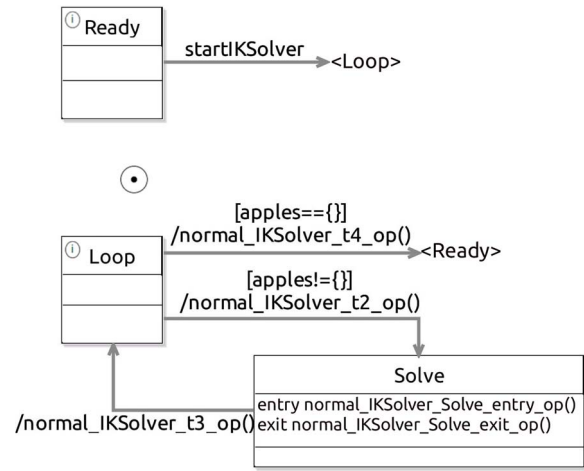 i Ready
startIKSolver
<Loop>
[apples=={}]
/normal_IKSolver_t4_op()
<Ready>
i Loop
[apples!={}]
/normal_IKSolver_t2_op()
Solve
entry normal_IKSolver_Solve_entry_op()
exit normal_IKSolver_Solve_exit_op()
/normal_IKSolver_t3_op()